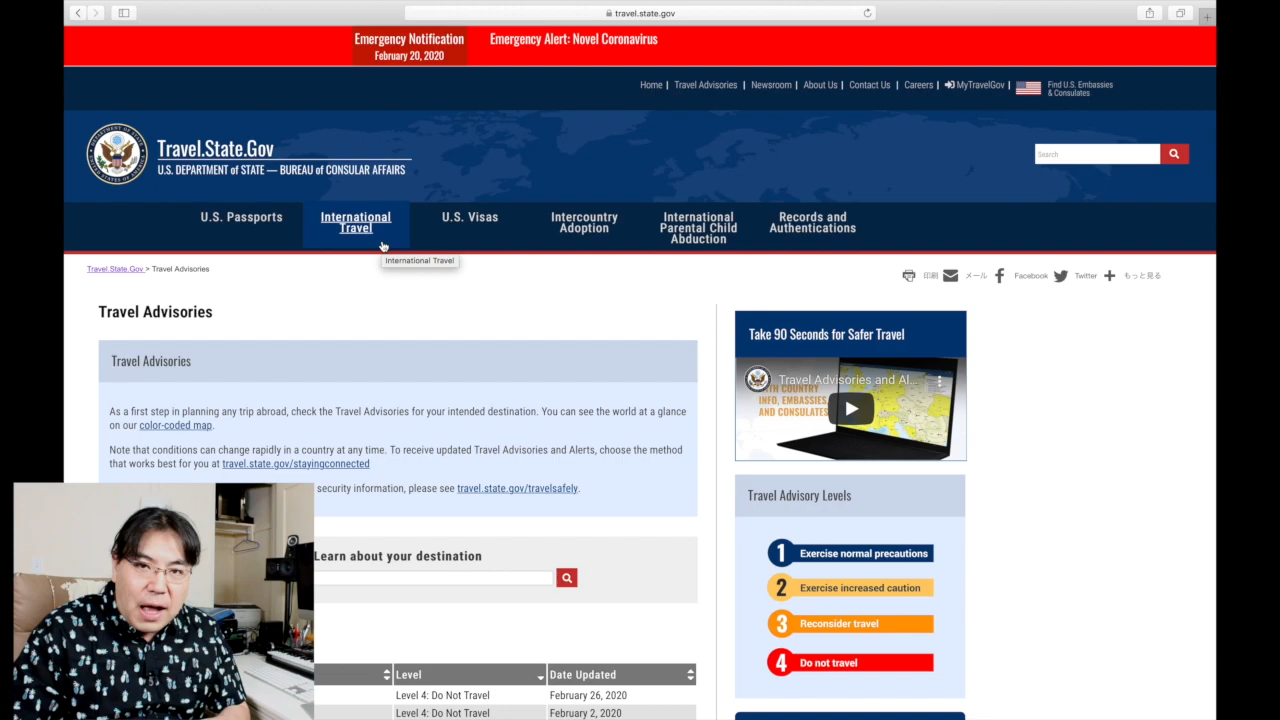 travel.state.gov
Emergency Notification
February 20, 2020
Emergency Alert: Novel Coronavirus
Home | Travel Advisories | Newsroom | About Us | Contact Us | Careers | MyTravelGov | Find U.S. Embassies
& Consulates
Travel.State.Gov
U.S. DEPARTMENT of STATE — BUREAU of CONSULAR AFFAIRS
Search
U.S. Passports
International
Travel
U.S. Visas
Intercountry
Adoption
International
Parental Child
Abduction
Records and
Authentications
International Travel
Travel.State.Gov > Travel Advisories
印刷 メール Facebook Twitter もっと見る
Travel Advisories
Travel Advisories
As a first step in planning any trip abroad, check the Travel Advisories for your intended destination. You can see the world at a glance
on our color-coded map.
Note that conditions can change rapidly in a country at any time. To receive updated Travel Advisories and Alerts, choose the method
that works best for you at travel.state.gov/stayingconnected
security information, please see travel.state.gov/travelsafely.
Learn about your destination
Level
Date Updated
Level 4: Do Not Travel
February 26, 2020
Level 4: Do Not Travel
February 2, 2020
Take 90 Seconds for Safer Travel
Travel Advisories and Al...
INFO, EMBASSIES,
AND CONSULATES
Travel Advisory Levels
1 Exercise normal precautions
2 Exercise increased caution
3 Reconsider travel
4 Do not travel